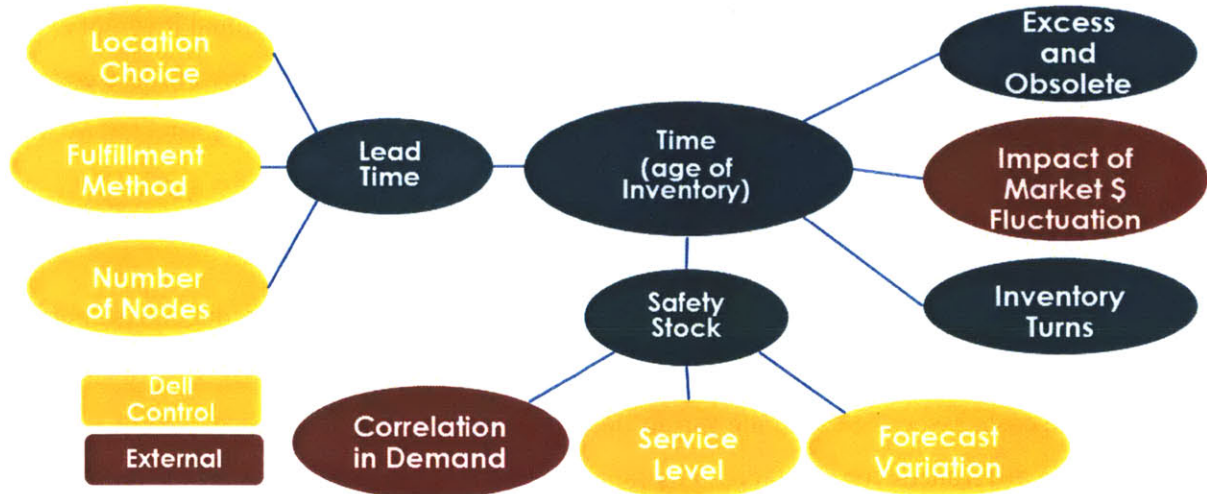 Location
Choice
Fulfillment
Method
Number
of Nodes
Lead
Time
Time
(age of
Inventory)
Excess
and
Obsolete
Impact of
Market $
Fluctuation
Inventory
Turns
Safety
Stock
Correlation
in Demand
Service
Level
Forecast
Variation
Dell
Control
External